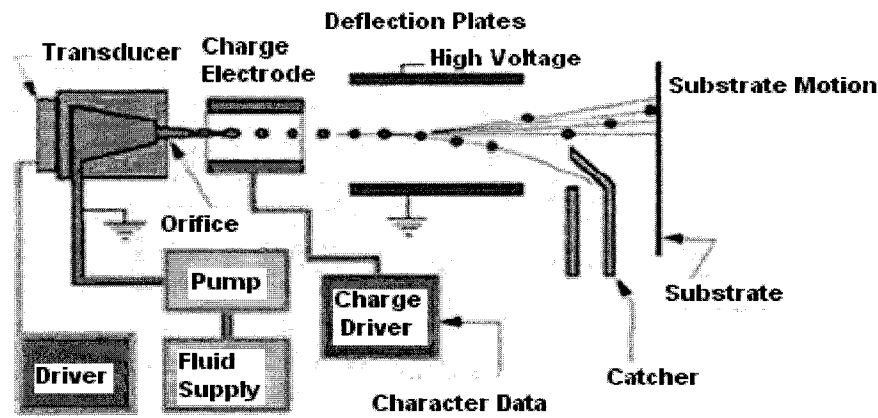 Deflection Plates
Transducer
Charge
Electrode
High Voltage
Substrate Motion
Orifice
Pump
Charge
Driver
Substrate
Driver
Fluid
Supply
Catcher
Character Data